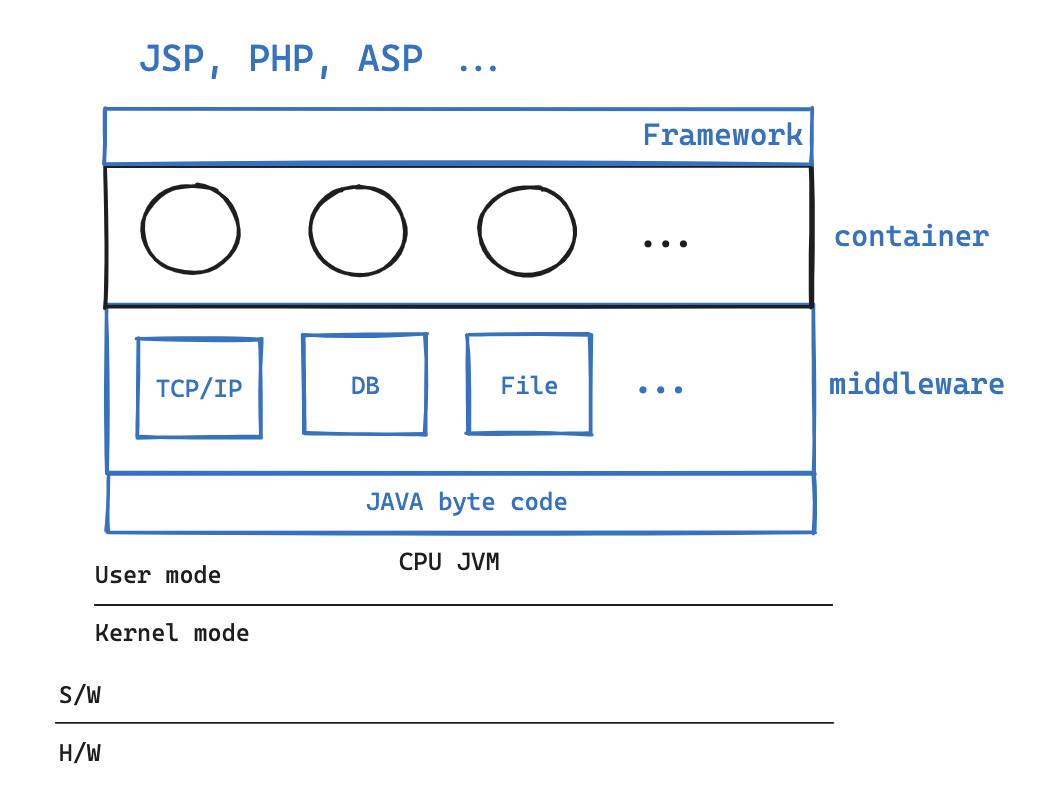 JSP, PHP, ASP ...
Framework
... container
TCP/IP DB File ... middleware
JAVA byte code
CPU JVM
User mode
Kernel mode
S/W
H/W